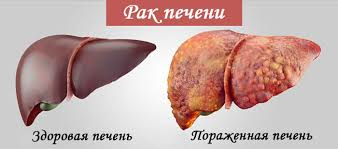 Рак печени
Здоровая печень
Пораженная печень